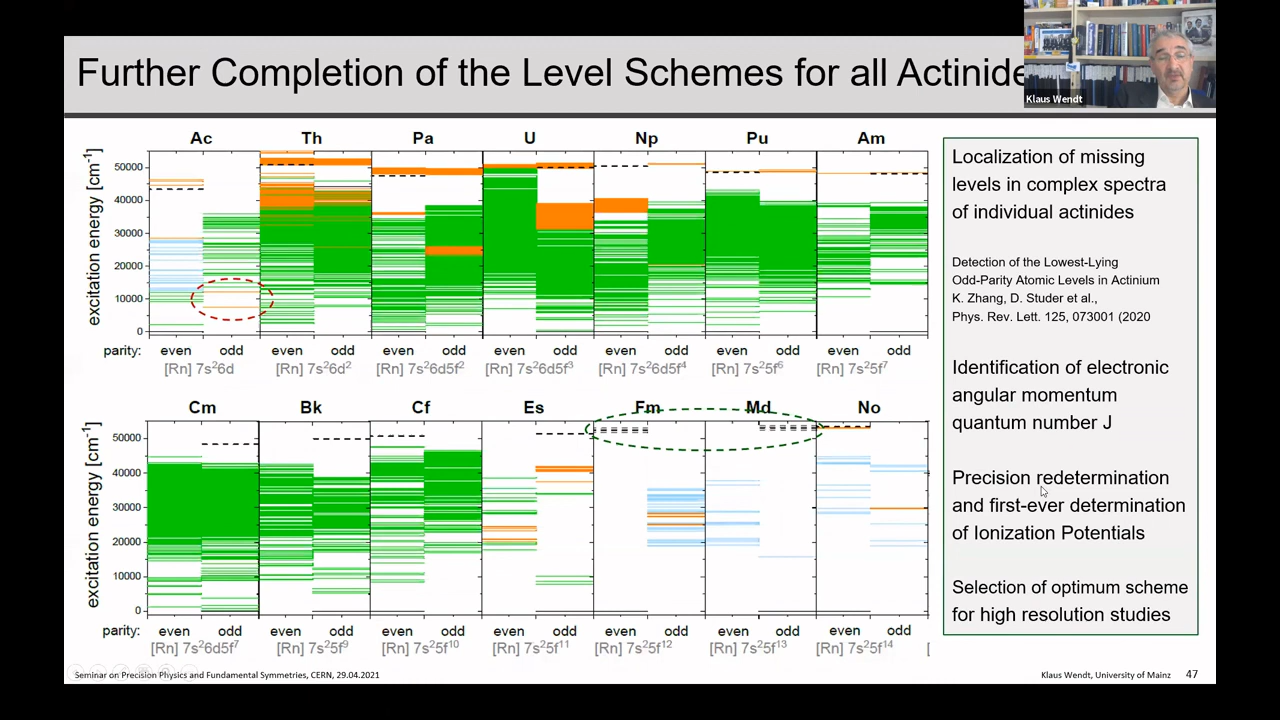 Further Completion of the Level Schemes for all Actinide
Klaus Wendt
Ac Th Pa U Np Pu Am
excitation energy [cm⁻¹]
50000
40000
30000
20000
10000
0
parity: even odd even odd even odd even odd even odd even odd even odd
[Rn] 7s²6d [Rn] 7s²6d² [Rn] 7s²6d5f² [Rn] 7s²6d5f³ [Rn] 7s²6d5f⁴ [Rn] 7s²5f⁶ [Rn] 7s²5f⁷
Cm Bk Cf Es Fm Md No
excitation energy [cm⁻¹]
50000
40000
30000
20000
10000
0
parity: even odd even odd even odd even odd even odd even odd even odd
[Rn] 7s²6d5f⁷ [Rn] 7s²5f⁹ [Rn] 7s²5f¹⁰ [Rn] 7s²5f¹¹ [Rn] 7s²5f¹² [Rn] 7s²5f¹³ [Rn] 7s²5f¹⁴ [
Localization of missing
levels in complex spectra
of individual actinides
Detection of the Lowest-Lying
Odd-Parity Atomic Levels in Actinium
K. Zhang, D. Studer et al.,
Phys. Rev. Lett. 125, 073001 (2020
Identification of electronic
angular momentum
quantum number J
Precision redetermination
and first-ever determination
of Ionization Potentials
Selection of optimum scheme
for high resolution studies
Seminar on Precision Physics and Fundamental Symmetries, CERN, 29.04.2021
Klaus Wendt, University of Mainz 47